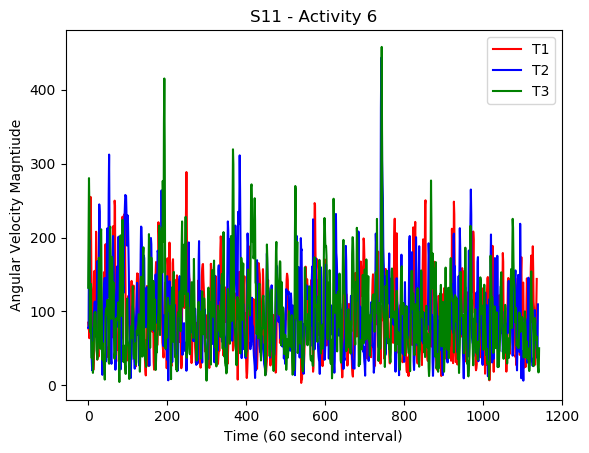 S11 - Activity 6
T1
T2
T3
Angular Velocity Magntiude
400
300
200
100
0
0 200 400 600 800 1000 1200
Time (60 second interval)